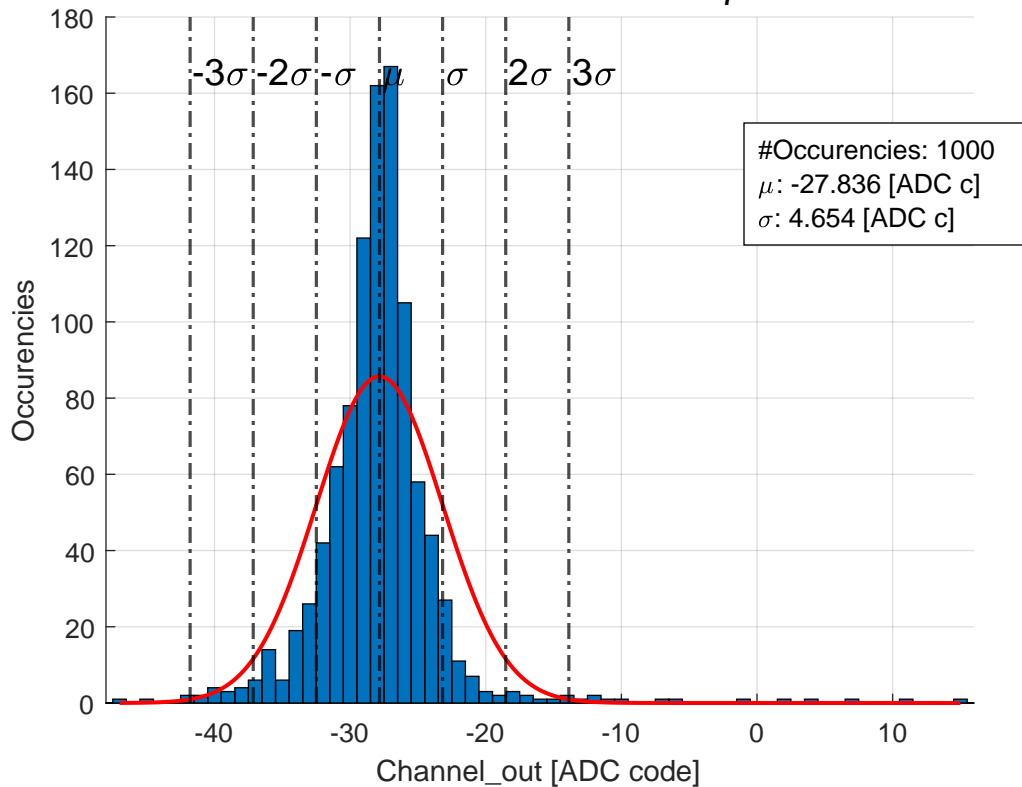 180
160
140
120
100
80
60
40
20
0
Occurencies
-3σ -2σ -σ μ σ 2σ 3σ
#Occurencies: 1000
μ: -27.836 [ADC c]
σ: 4.654 [ADC c]
-40 -30 -20 -10 0 10
Channel_out [ADC code]